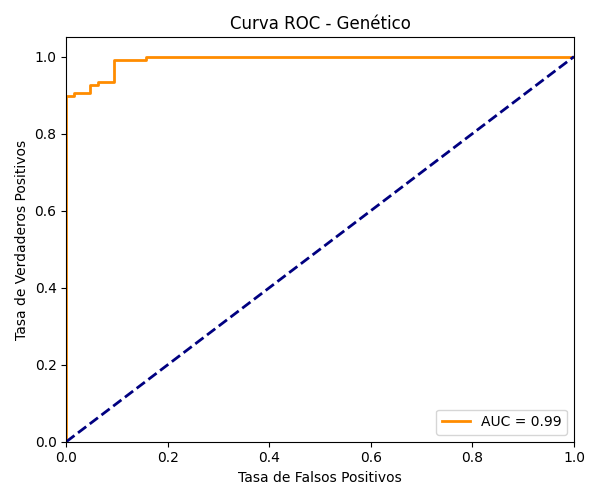 Curva ROC - Genético
1.0
0.8
0.6
0.4
0.2
0.0
Tasa de Verdaderos Positivos
AUC = 0.99
0.0 0.2 0.4 0.6 0.8 1.0
Tasa de Falsos Positivos